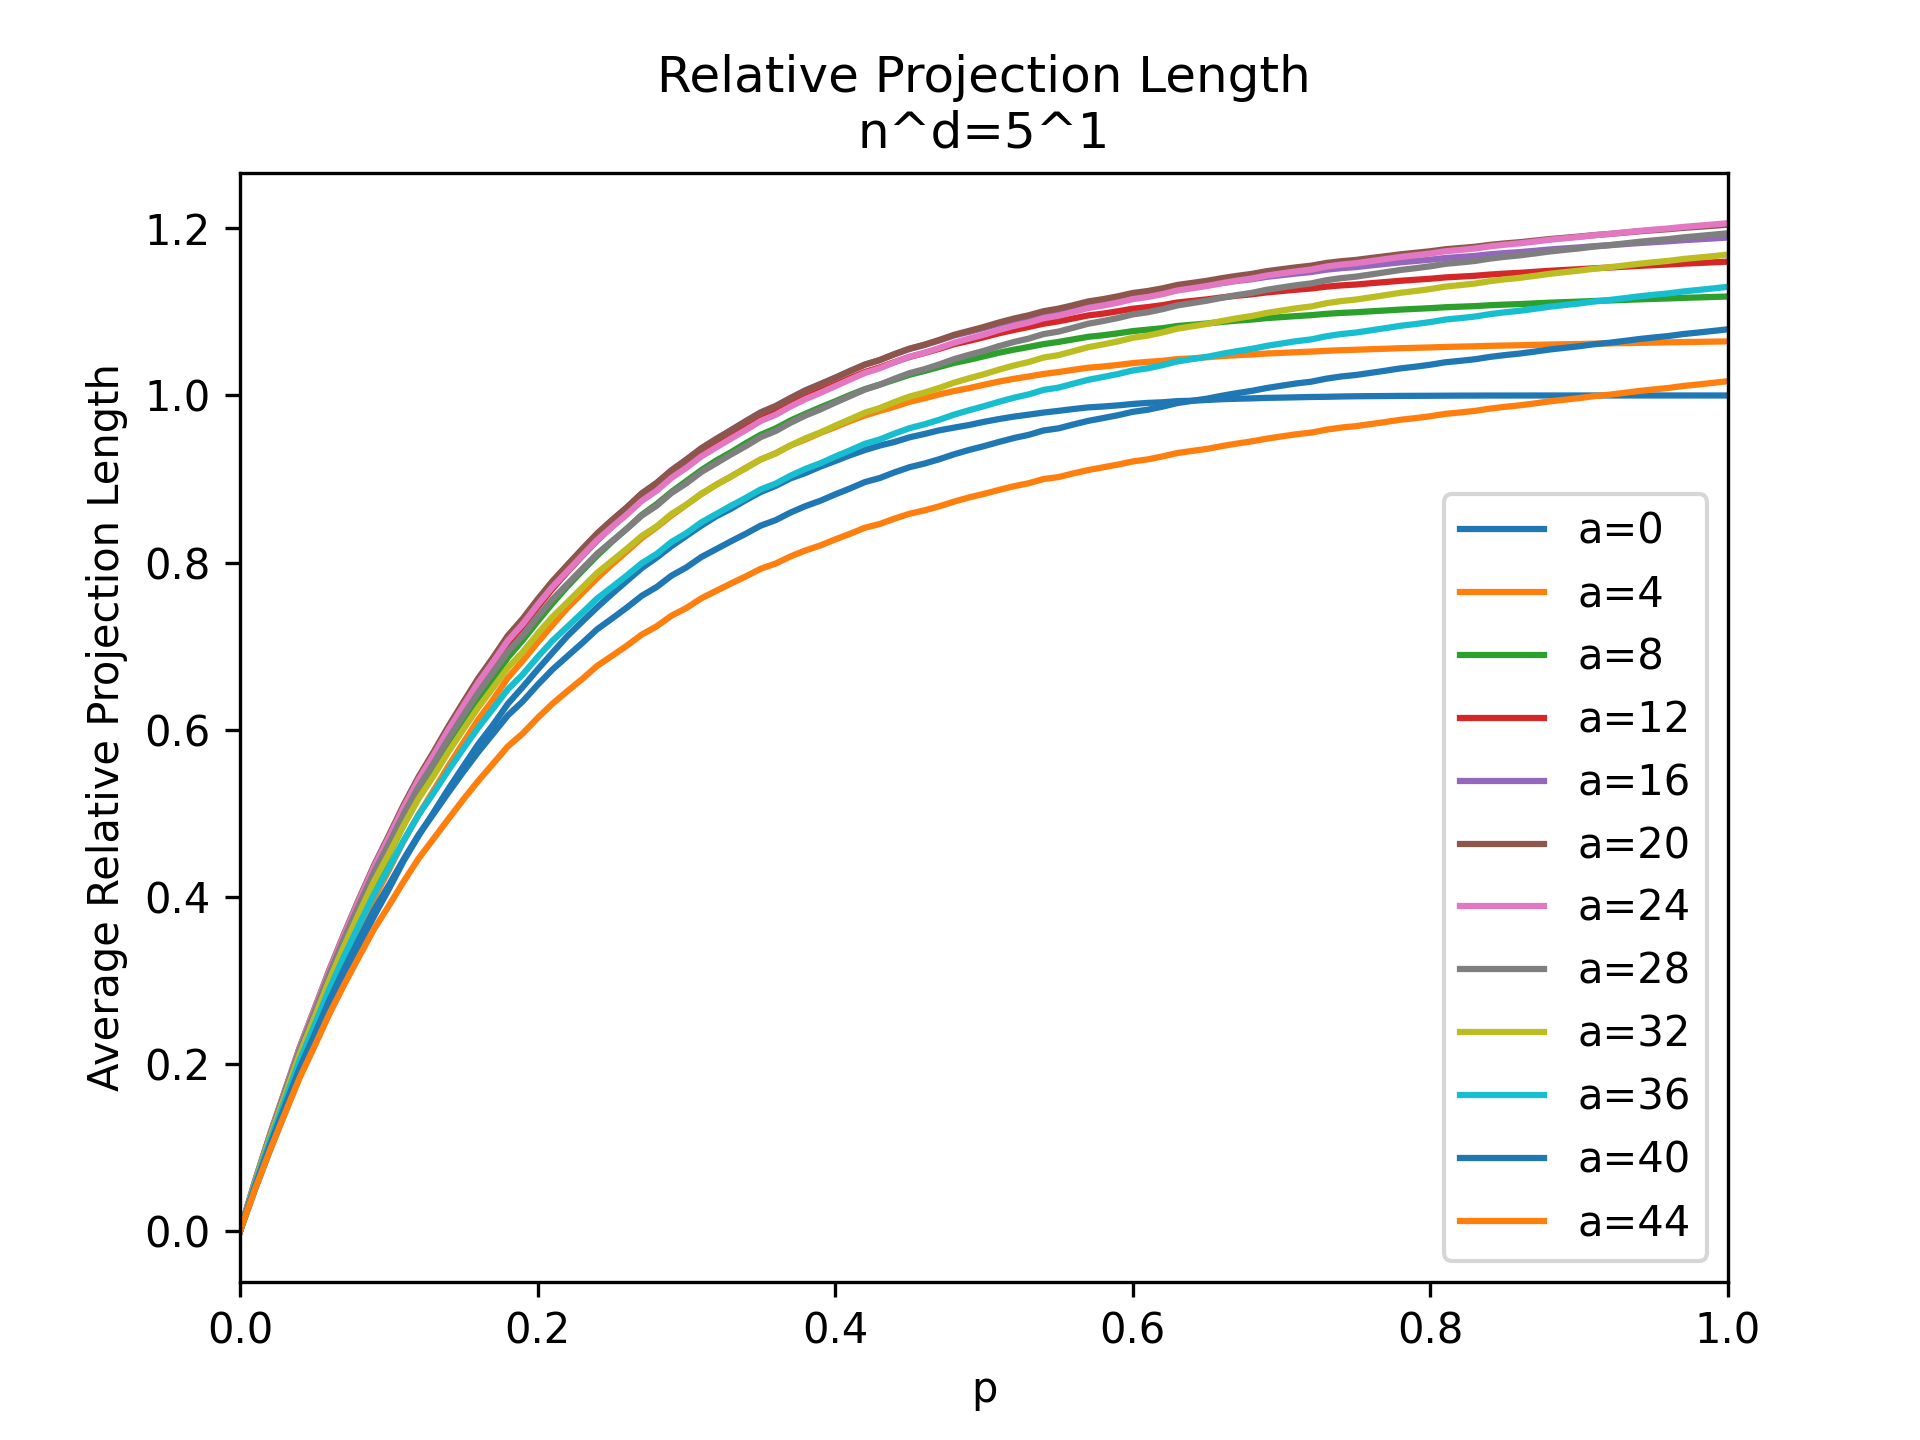 Relative Projection Length
n^d=5^1
Average Relative Projection Length
1.2
1.0
0.8
0.6
0.4
0.2
0.0
0.0 0.2 0.4 0.6 0.8 1.0
p
a=0
a=4
a=8
a=12
a=16
a=20
a=24
a=28
a=32
a=36
a=40
a=44